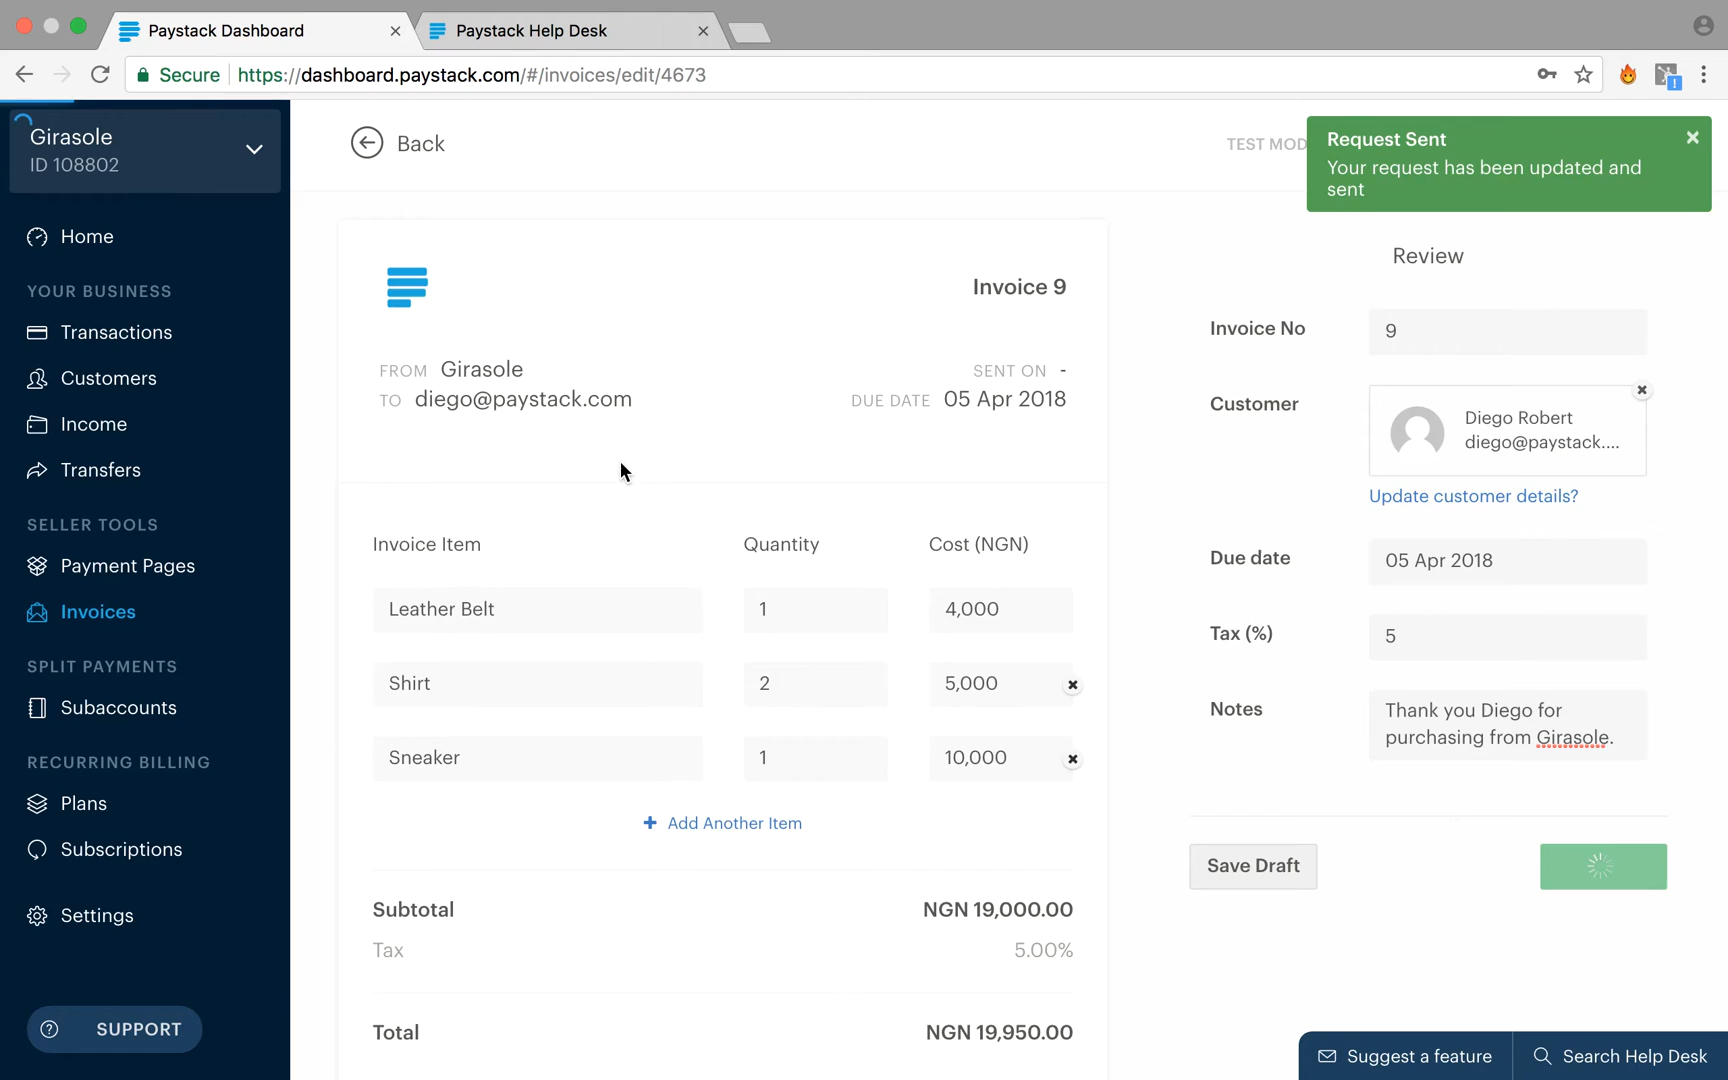 Paystack Dashboard
Paystack Help Desk
Secure
https://dashboard.paystack.com/#/invoices/edit/4673
Girasole
ID 108802
Home
YOUR BUSINESS
Transactions
Customers
Income
Transfers
SELLER TOOLS
Payment Pages
Invoices
SPLIT PAYMENTS
Subaccounts
RECURRING BILLING
Plans
Subscriptions
Settings
SUPPORT
Back
TEST MOD
Request Sent
Your request has been updated and
sent
Invoice 9
FROM Girasole
TO diego@paystack.com
SENT ON -
DUE DATE 05 Apr 2018
Invoice Item Quantity Cost (NGN)
Leather Belt 1 4,000
Shirt 2 5,000
Sneaker 1 10,000
+ Add Another Item
Subtotal NGN 19,000.00
Tax 5.00%
Total NGN 19,950.00
Review
Invoice No 9
Customer
Diego Robert
diego@paystack....
Update customer details?
Due date 05 Apr 2018
Tax (%) 5
Notes
Thank you Diego for
purchasing from Girasole.
Save Draft
Suggest a feature
Search Help Desk